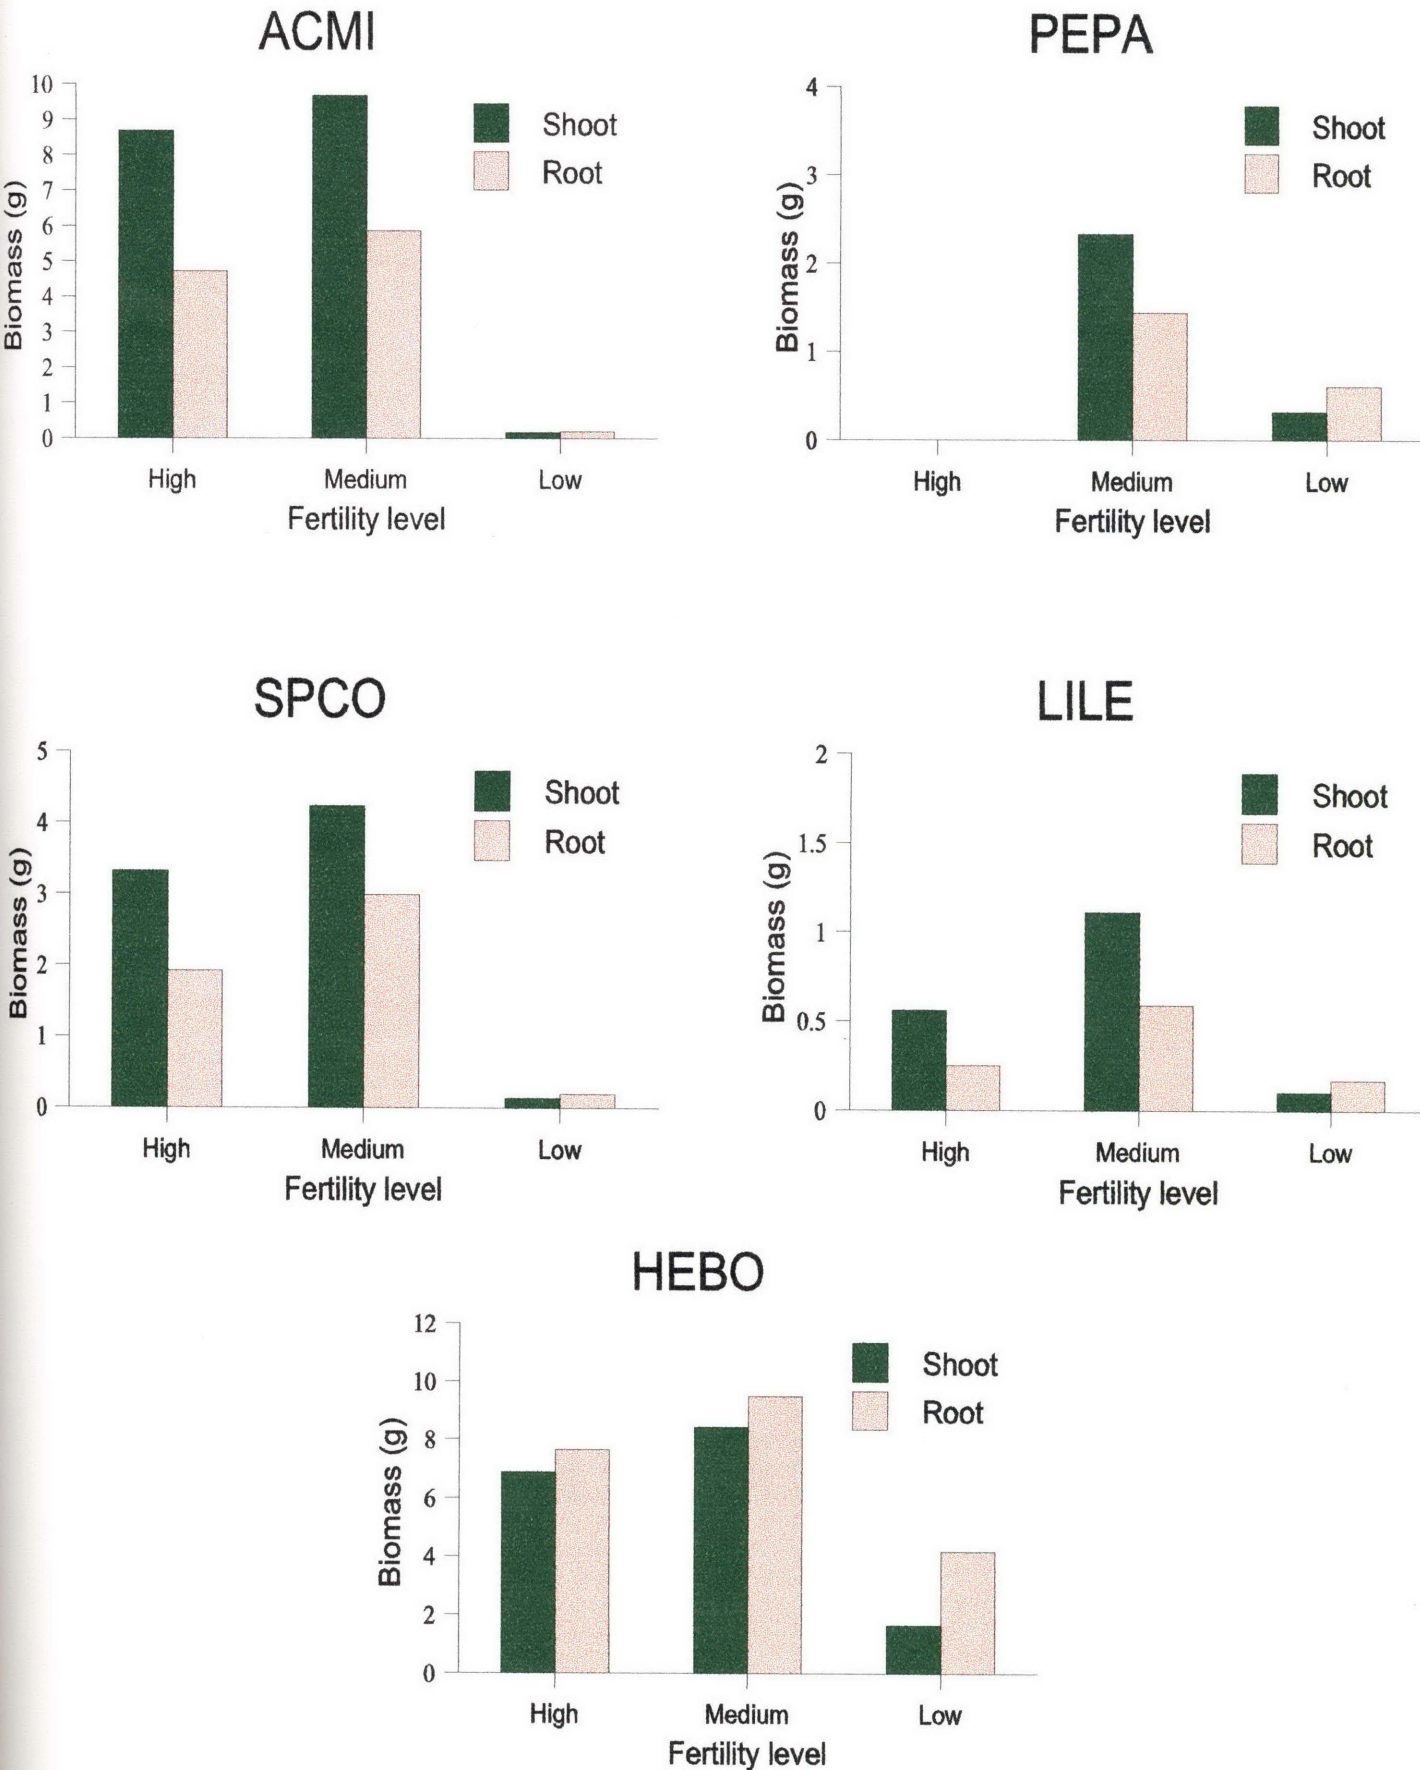 ACMI
10
9
8
7
6
5
4
3
2
1
0
Biomass (g)
Shoot
Root
High Medium Low
Fertility level
PEPA
4
3
2
1
0
Biomass (g)
Shoot
Root
High Medium Low
Fertility level
SPCO
5
4
3
2
1
0
Biomass (g)
Shoot
Root
High Medium Low
Fertility level
LILE
2
1.5
1
0.5
0
Biomass (g)
Shoot
Root
High Medium Low
Fertility level
HEBO
12
10
8
6
4
2
0
Biomass (g)
Shoot
Root
High Medium Low
Fertility level